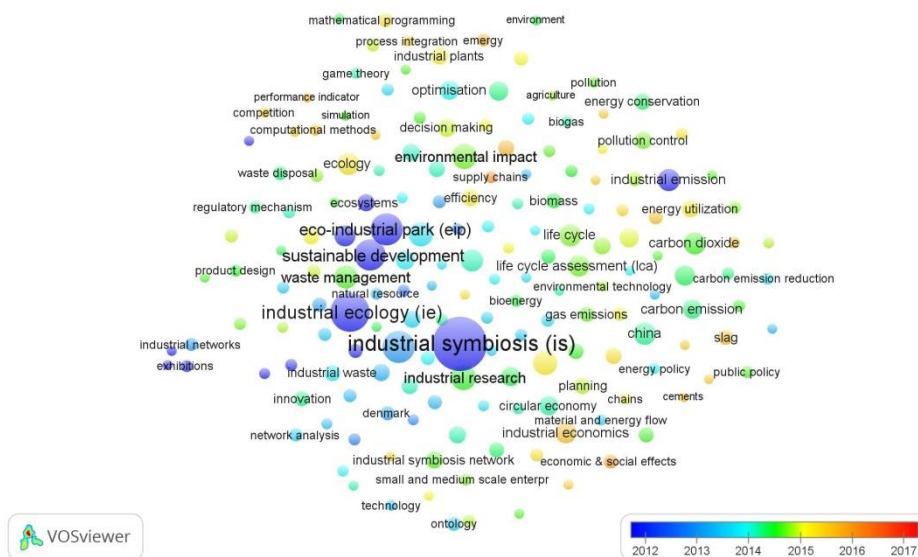 mathematical programming
environment
process integration
emergy
industrial plants
game theory
pollution
optimisation
agriculture
energy conservation
performance indicator
competition
simulation
biogas
computational methods
decision making
pollution control
environmental impact
ecology
waste disposal
supply chains
industrial emission
ecosystems
efficiency
biomass
regulatory mechanism
energy utilization
eco-industrial park (eip)
life cycle
carbon dioxide
sustainable development
life cycle assessment (lca)
product design
waste management
carbon emission reduction
environmental technology
natural resource
bioenergy
industrial ecology (ie)
gas emissions
carbon emission
china
slag
industrial networks
industrial symbiosis (is)
exhibitions
industrial waste
industrial research
energy policy
public policy
planning
innovation
chains
cements
circular economy
denmark
material and energy flow
network analysis
industrial economics
industrial symbiosis network
economic & social effects
small and medium scale enterpr
technology
ontology
VOSviewer
2012 2013 2014 2015 2016 2017